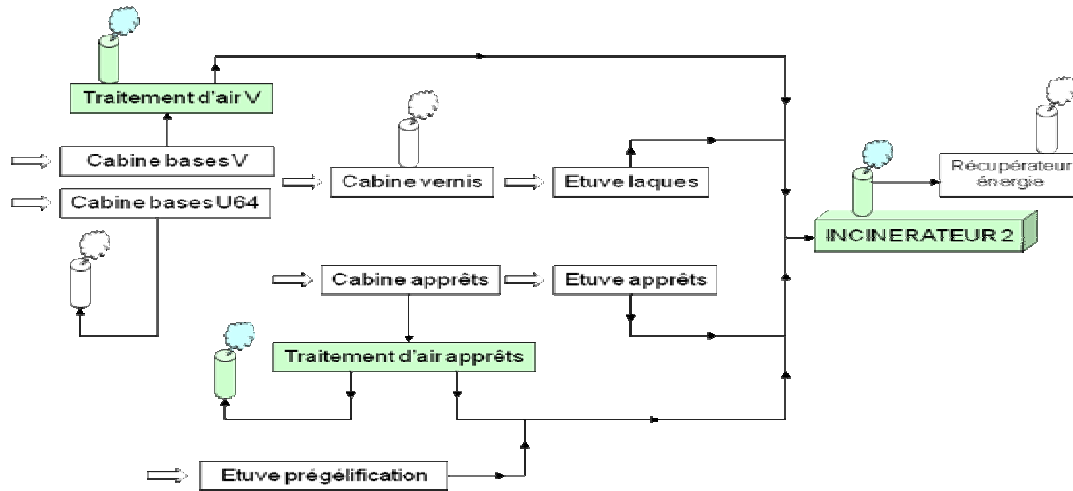 Traitement d'air V
Cabine bases V
Cabine bases U64
Cabine vernis
Etuve laques
Récupérateur
énergie
INCINERATEUR 2
Cabine apprêts
Etuve apprêts
Traitement d'air apprêts
Etuve prégélification